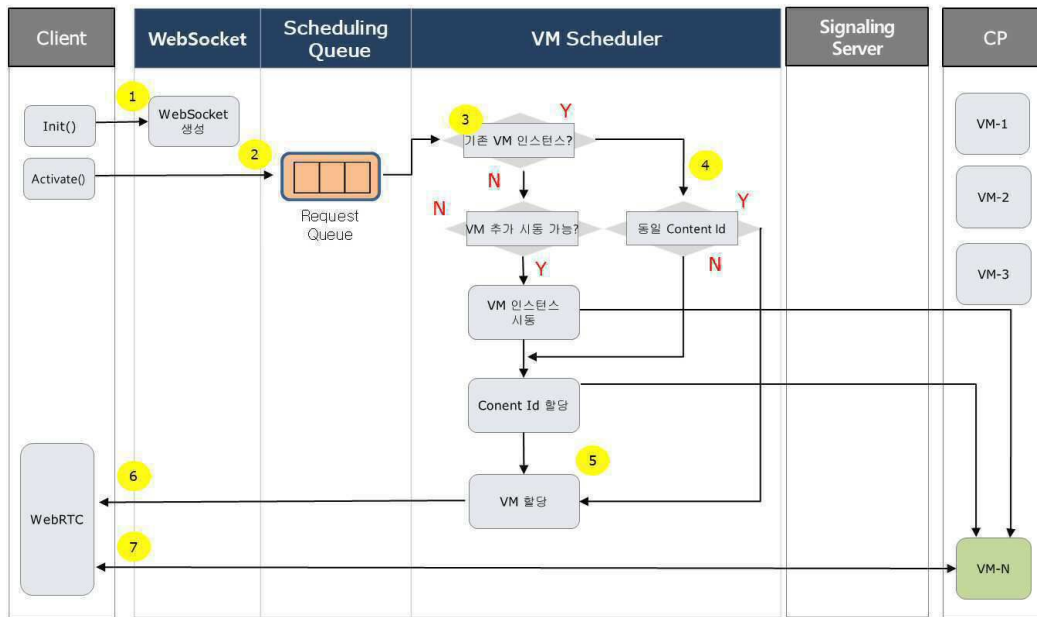 Client
WebSocket
Scheduling
Queue
VM Scheduler
Signaling
Server
CP
1
Init()
WebSocket
생성
2
Activate()
Request
Queue
3
기존 VM 인스턴스?
Y
N
4
N
VM 추가 시동 가능?
Y
동일 Content Id
Y
N
VM 인스턴스
시동
Conent Id 할당
5
VM 할당
6
WebRTC
7
VM-1
VM-2
VM-3
VM-N